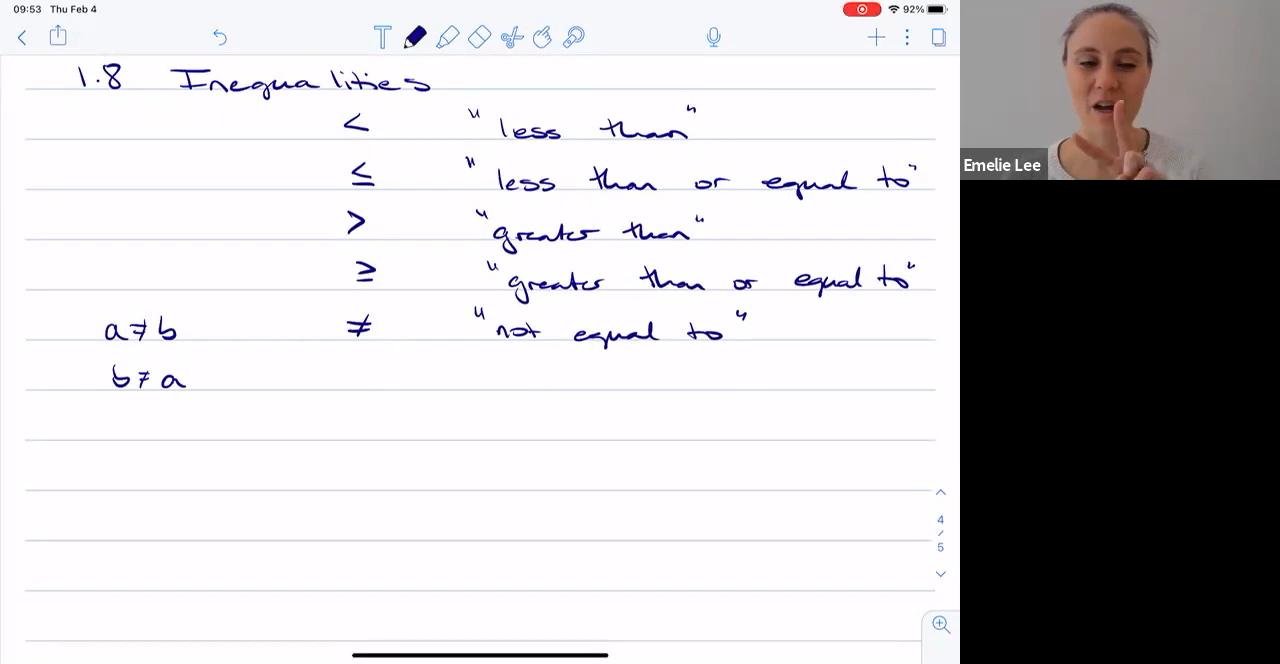 09:53 Thu Feb 4
92%
1.8 Inequalities
< "less than"
≤ "less than or equal to"
> "greater than"
≥ "greater than or equal to"
a≠b ≠ "not equal to"
b≠a
Emelie Lee
4
/
5